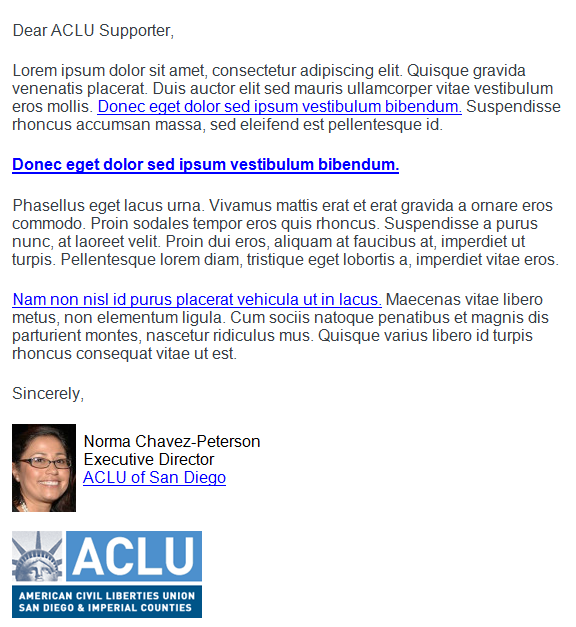 Dear ACLU Supporter,
Lorem ipsum dolor sit amet, consectetur adipiscing elit. Quisque gravida
venenatis placerat. Duis auctor elit sed mauris ullamcorper vitae vestibulum
eros mollis. Donec eget dolor sed ipsum vestibulum bibendum. Suspendisse
rhoncus accumsan massa, sed eleifend est pellentesque id.
Donec eget dolor sed ipsum vestibulum bibendum.
Phasellus eget lacus urna. Vivamus mattis erat et erat gravida a ornare eros
commodo. Proin sodales tempor eros quis rhoncus. Suspendisse a purus
nunc, at laoreet velit. Proin dui eros, aliquam at faucibus at, imperdiet ut
turpis. Pellentesque lorem diam, tristique eget lobortis a, imperdiet vitae eros.
Nam non nisl id purus placerat vehicula ut in lacus. Maecenas vitae libero
metus, non elementum ligula. Cum sociis natoque penatibus et magnis dis
parturient montes, nascetur ridiculus mus. Quisque varius libero id turpis
rhoncus consequat vitae ut est.
Sincerely,
Norma Chavez-Peterson
Executive Director
ACLU of San Diego
ACLU
AMERICAN CIVIL LIBERTIES UNION
SAN DIEGO & IMPERIAL COUNTIES